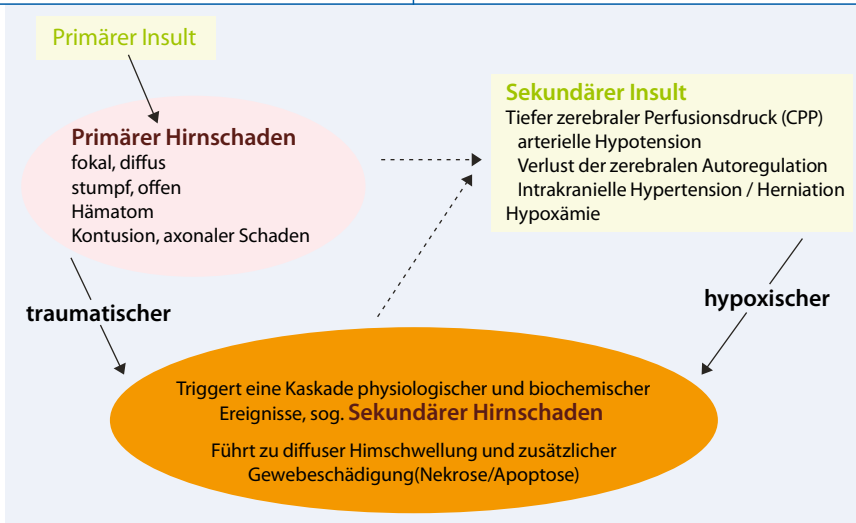 Primärer Insult
Primärer Hirnschaden
fokal, diffus
stumpf, offen
Hämatom
Kontusion, axonaler Schaden
Sekundärer Insult
Tiefer zerebraler Perfusionsdruck (CPP)
arterielle Hypotension
Verlust der zerebralen Autoregulation
Intrakranielle Hypertension / Herniation
Hypoxämie
traumatischer
hypoxischer
Triggert eine Kaskade physiologischer und biochemischer
Ereignisse, sog. Sekundärer Hirnschaden
Führt zu diffuser Himschwellung und zusätzlicher
Gewebeschädigung(Nekrose/Apoptose)